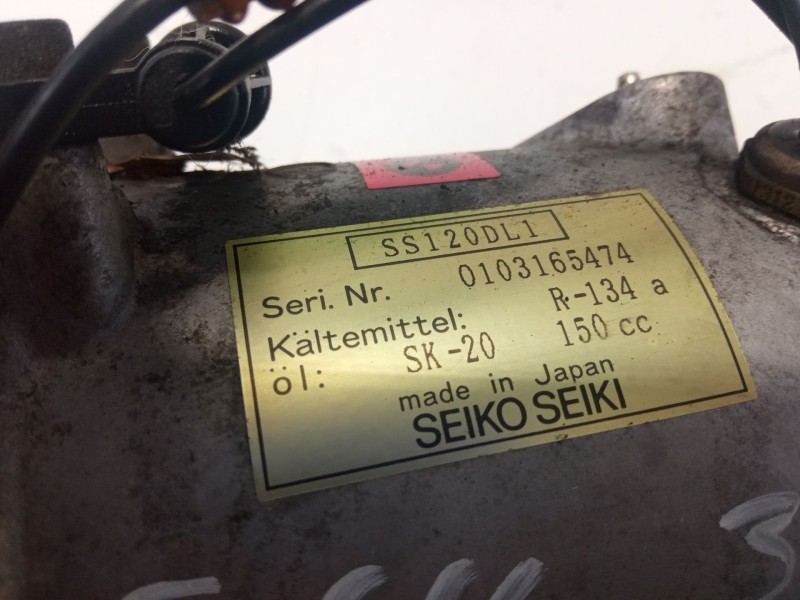 SS120DL1
Seri. Nr. 0103165474
Kältemittel: R-134 a
öl: SK-20 150 cc
made in Japan
SEIKO SEIKI